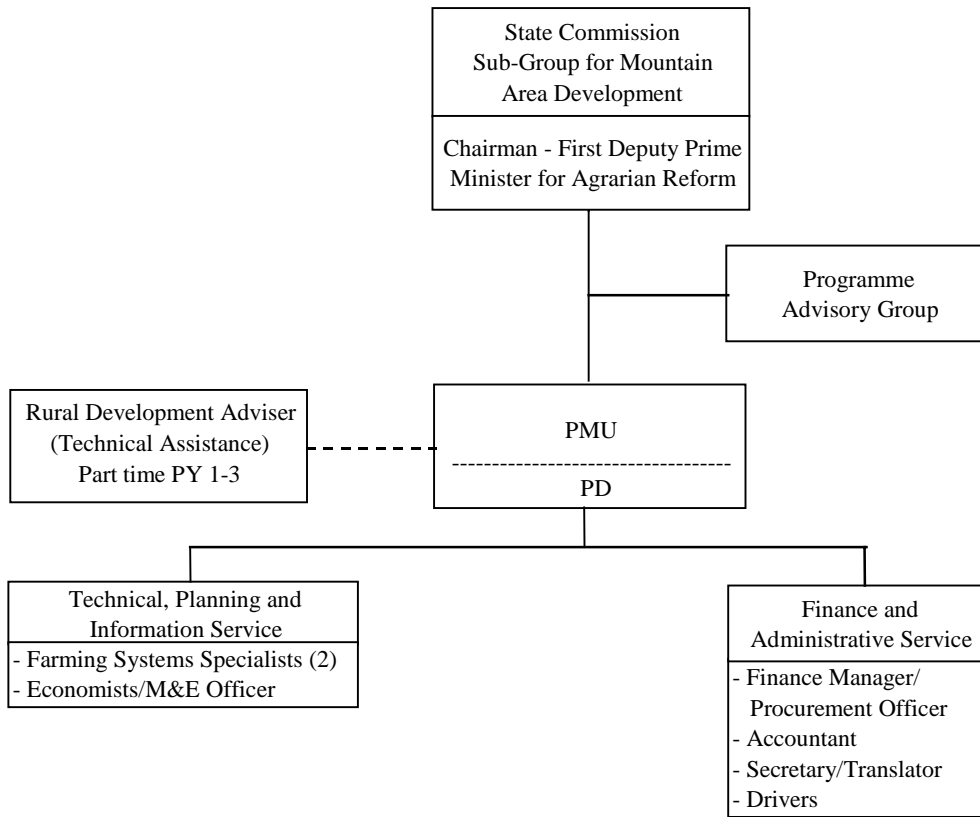 State Commission
Sub-Group for Mountain
Area Development
Chairman - First Deputy Prime
Minister for Agrarian Reform
Programme
Advisory Group
Rural Development Adviser
(Technical Assistance)
Part time PY 1-3
PMU
PD
Technical, Planning and
Information Service
- Farming Systems Specialists (2)
- Economists/M&E Officer
Finance and
Administrative Service
- Finance Manager/
Procurement Officer
- Accountant
- Secretary/Translator
- Drivers